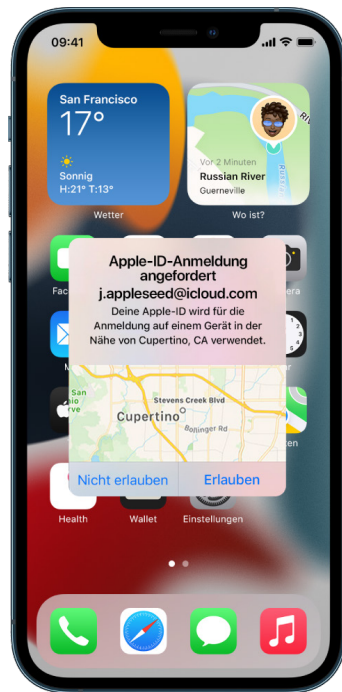 09:41
San Francisco
17°
Sonnig
H:21° T:13°
Wetter
Vor 2 Minuten
Russian River
Guerneville
Wo ist?
Apple-ID-Anmeldung
angefordert
j.appleseed@icloud.com
Deine Apple-ID wird für die
Anmeldung auf einem Gerät in der
Nähe von Cupertino, CA verwendet.
Stevens Creek Blvd
Cupertino
Bollinger Rd
Nicht erlauben
Erlauben
Health
Wallet
Einstellungen